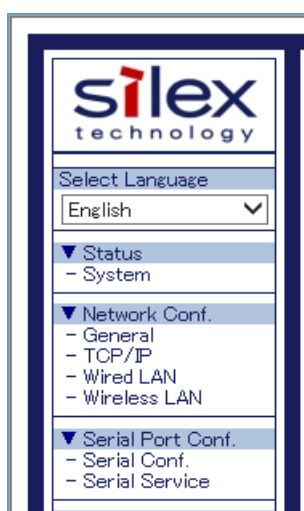 silex
technology
Select Language
English
▼ Status
- System
▼ Network Conf.
- General
- TCP/IP
- Wired LAN
- Wireless LAN
▼ Serial Port Conf.
- Serial Conf.
- Serial Service